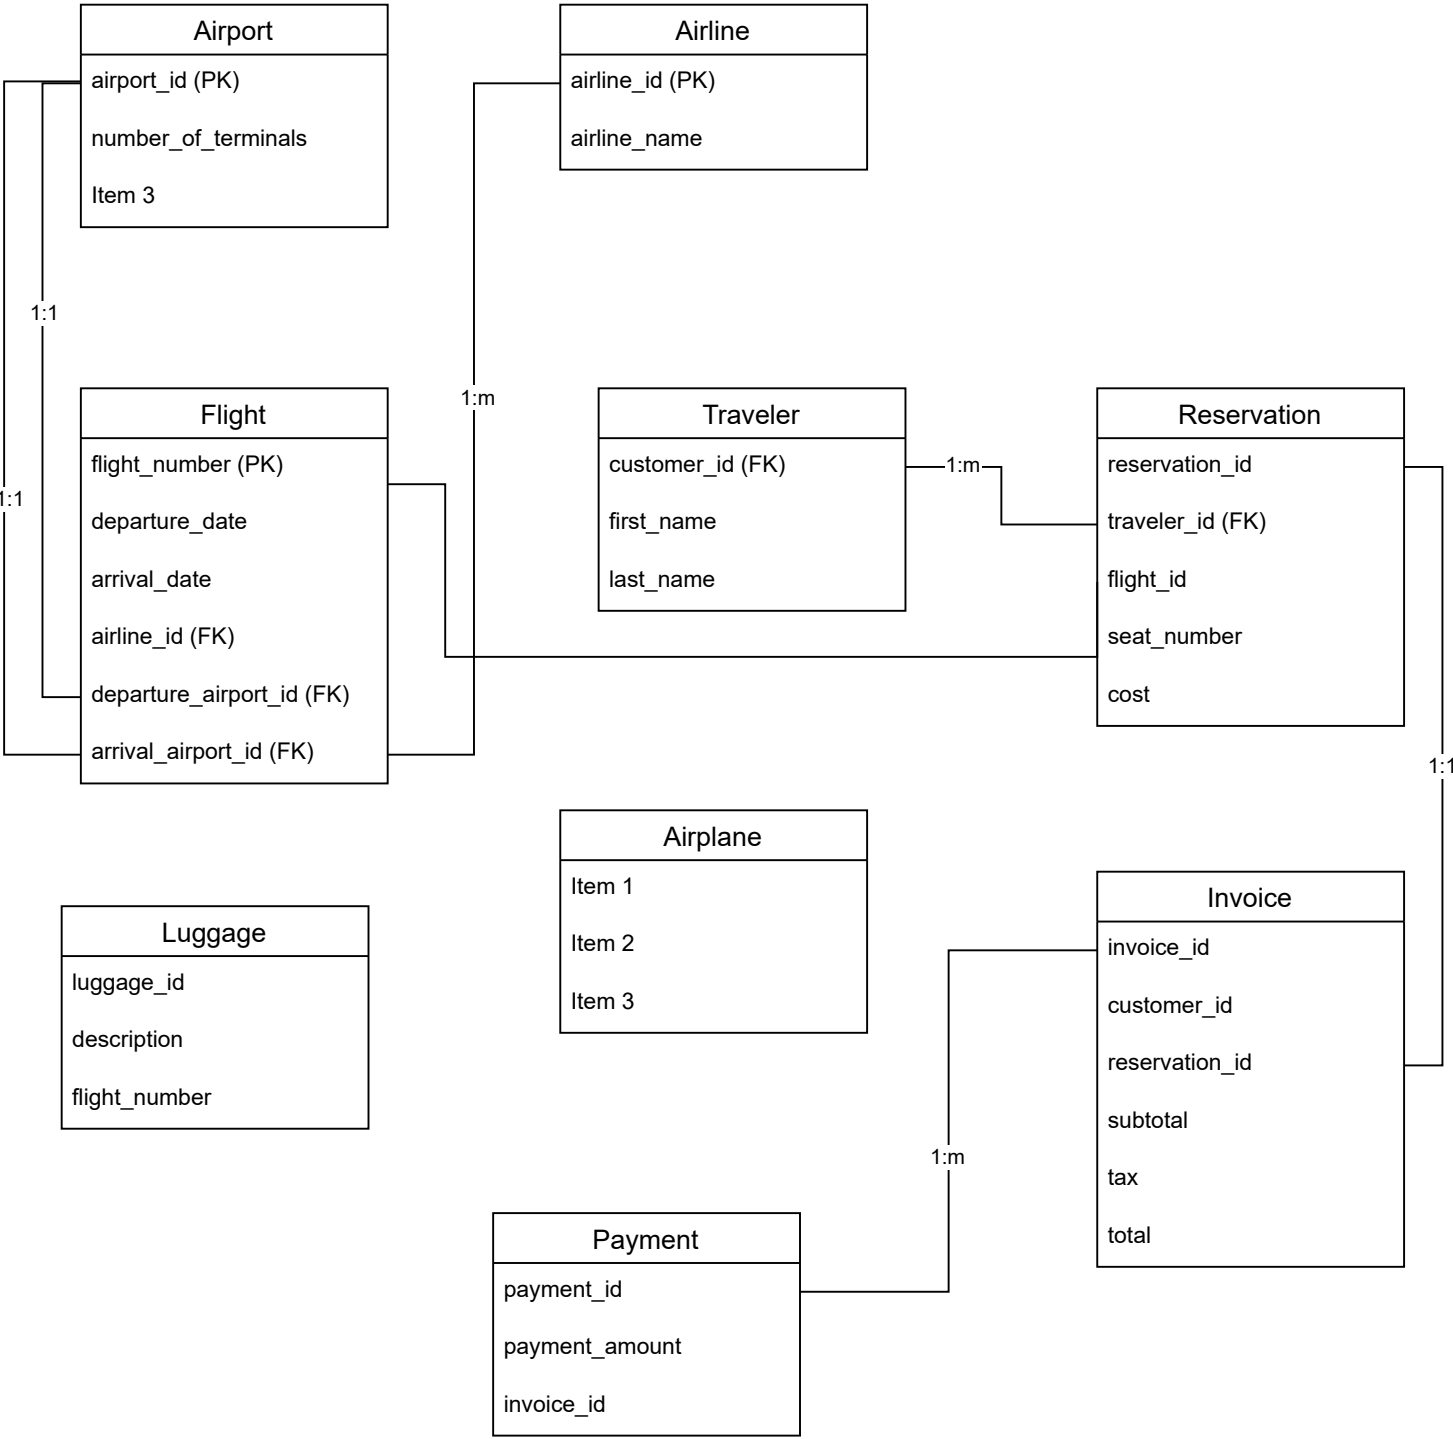 Airport
airport_id (PK)
number_of_terminals
Item 3
Airline
airline_id (PK)
airline_name
1:1
1:m
1:1
Flight
flight_number (PK)
departure_date
arrival_date
airline_id (FK)
departure_airport_id (FK)
arrival_airport_id (FK)
Traveler
customer_id (FK)
first_name
last_name
1:m
Reservation
reservation_id
traveler_id (FK)
flight_id
seat_number
cost
1:1
Airplane
Item 1
Item 2
Item 3
Luggage
luggage_id
description
flight_number
Invoice
invoice_id
customer_id
reservation_id
subtotal
tax
total
1:m
Payment
payment_id
payment_amount
invoice_id